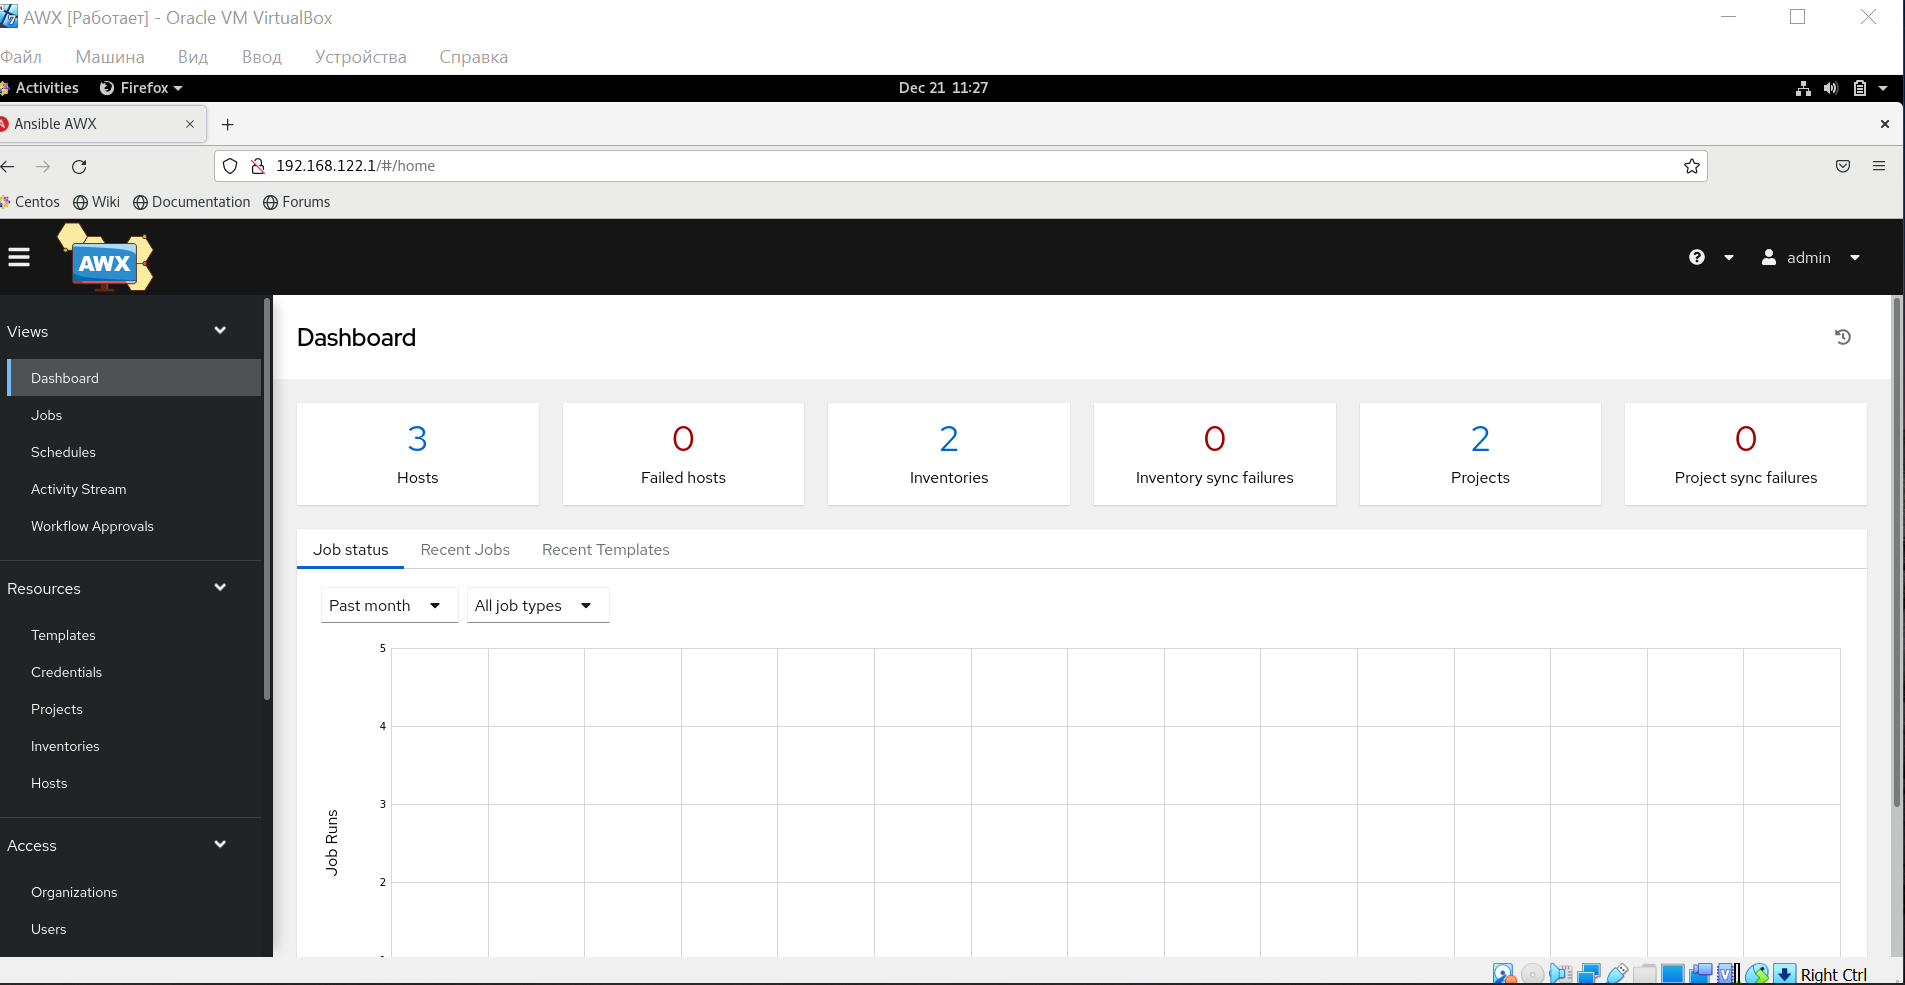 AWX [Работает] - Oracle VM VirtualBox
Файл Машина Вид Ввод Устройства Справка
Activities Firefox Dec 21 11:27
Ansible AWX
192.168.122.1/#/home
Centos Wiki Documentation Forums
AWX
admin
Views
Dashboard
Jobs
Schedules
Activity Stream
Workflow Approvals
Resources
Templates
Credentials
Projects
Inventories
Hosts
Access
Organizations
Users
Dashboard
3
Hosts
0
Failed hosts
2
Inventories
0
Inventory sync failures
2
Projects
0
Project sync failures
Job status Recent Jobs Recent Templates
Past month All job types
5
4
3
2
Job Runs
Right Ctrl